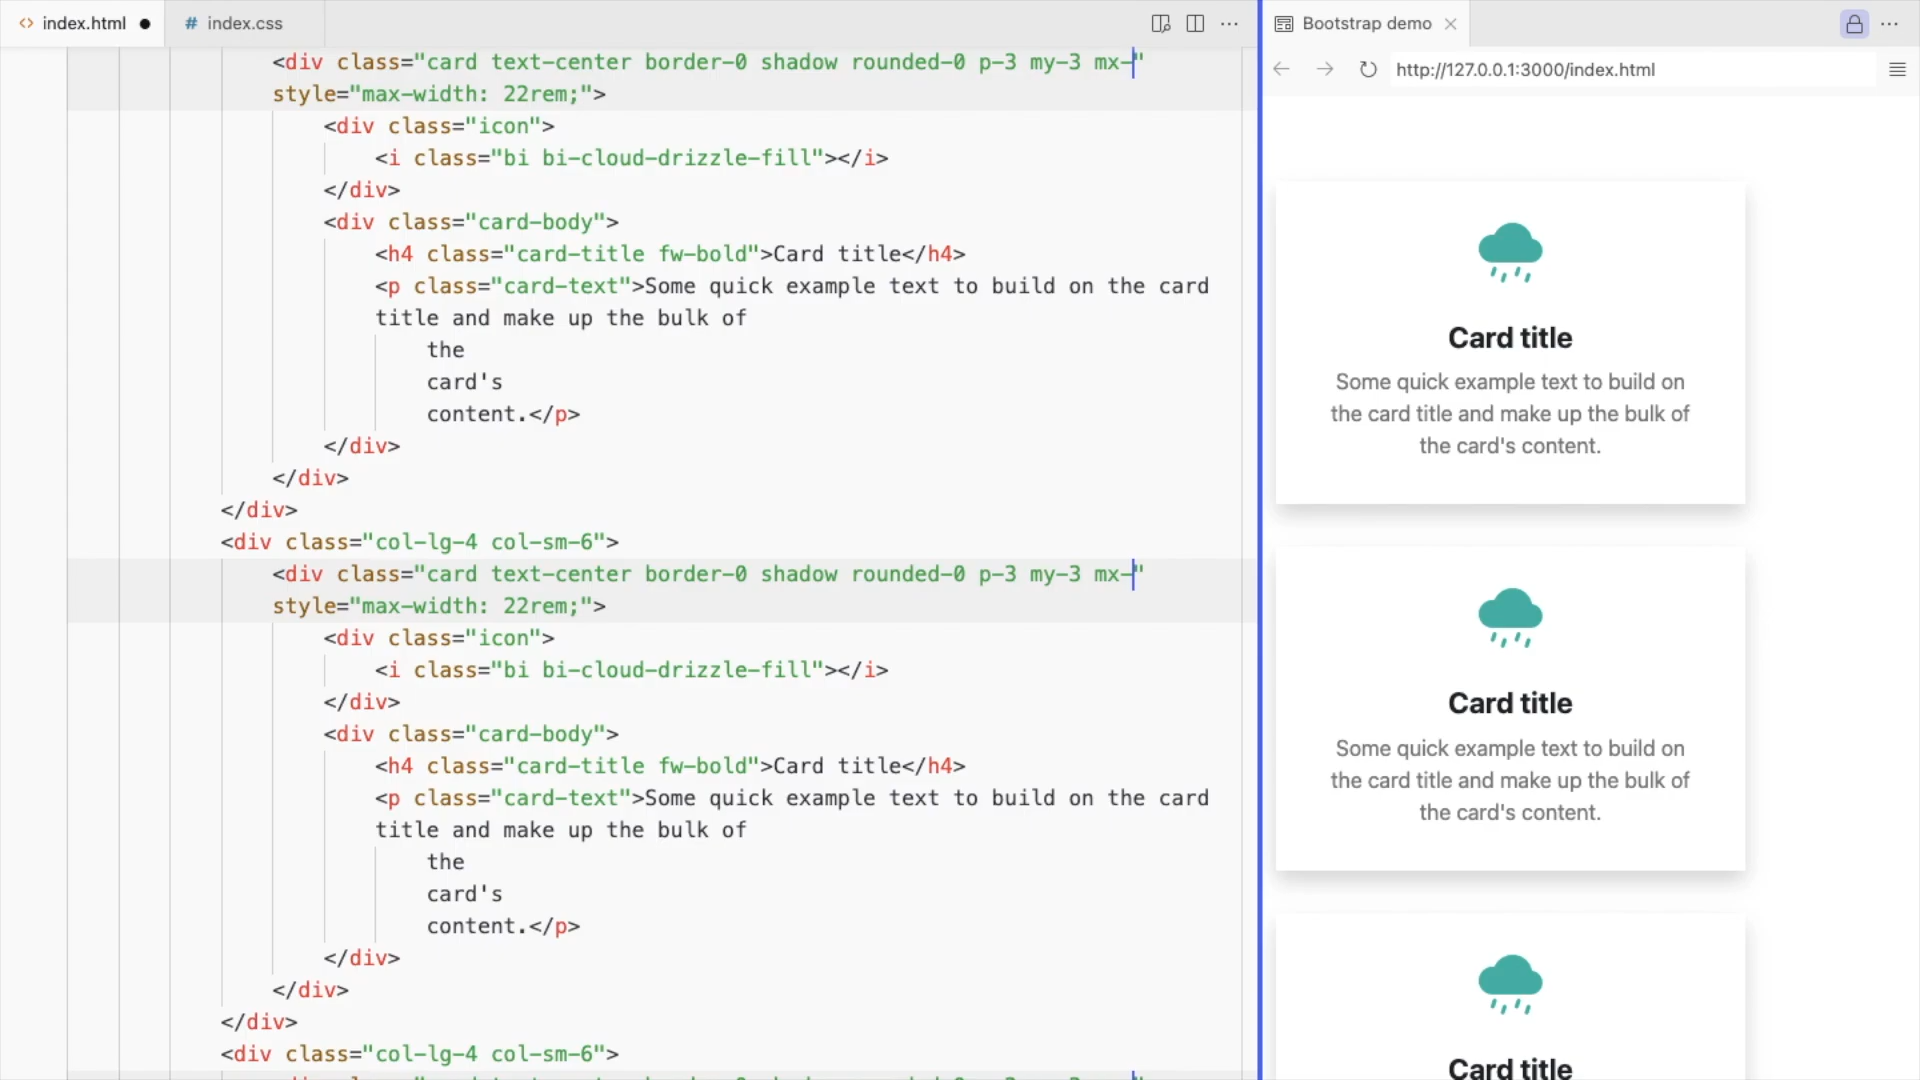 index.html
index.css
<div class="card text-center border-0 shadow rounded-0 p-3 my-3 mx-"
style="max-width: 22rem;">
<div class="icon">
<i class="bi bi-cloud-drizzle-fill"></i>
</div>
<div class="card-body">
<h4 class="card-title fw-bold">Card title</h4>
<p class="card-text">Some quick example text to build on the card
title and make up the bulk of
the
card's
content.</p>
</div>
</div>
</div>
<div class="col-lg-4 col-sm-6">
<div class="card text-center border-0 shadow rounded-0 p-3 my-3 mx-"
style="max-width: 22rem;">
<div class="icon">
<i class="bi bi-cloud-drizzle-fill"></i>
</div>
<div class="card-body">
<h4 class="card-title fw-bold">Card title</h4>
<p class="card-text">Some quick example text to build on the card
title and make up the bulk of
the
card's
content.</p>
</div>
</div>
</div>
<div class="col-lg-4 col-sm-6">
Bootstrap demo
http://127.0.0.1:3000/index.html
Card title
Some quick example text to build on
the card title and make up the bulk of
the card's content.
Card title
Some quick example text to build on
the card title and make up the bulk of
the card's content.
Card title